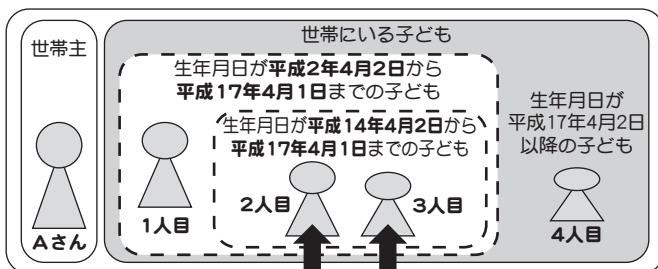 世帯主
Aさん
世帯にいる子ども
生年月日が平成2年4月2日から
平成17年4月1日までの子ども
1人目
生年月日が平成14年4月2日から
平成17年4月1日までの子ども
2人目
3人目
生年月日が
平成17年4月2日
以降の子ども
4人目